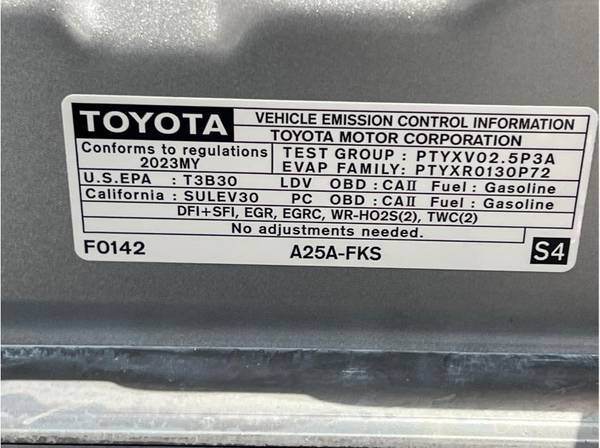 TOYOTA
VEHICLE EMISSION CONTROL INFORMATION
TOYOTA MOTOR CORPORATION
Conforms to regulations
2023MY
TEST GROUP : PTYXV02.5P3A
EVAP FAMILY: PTYXR0130P72
U.S.EPA : T3B30 LDV OBD : CAII Fuel : Gasoline
California : SULEV30 PC OBD : CAII Fuel : Gasoline
DFI+SFI, EGR, EGRC, WR-HO2S(2), TWC(2)
No adjustments needed.
F0142 A25A-FKS S4